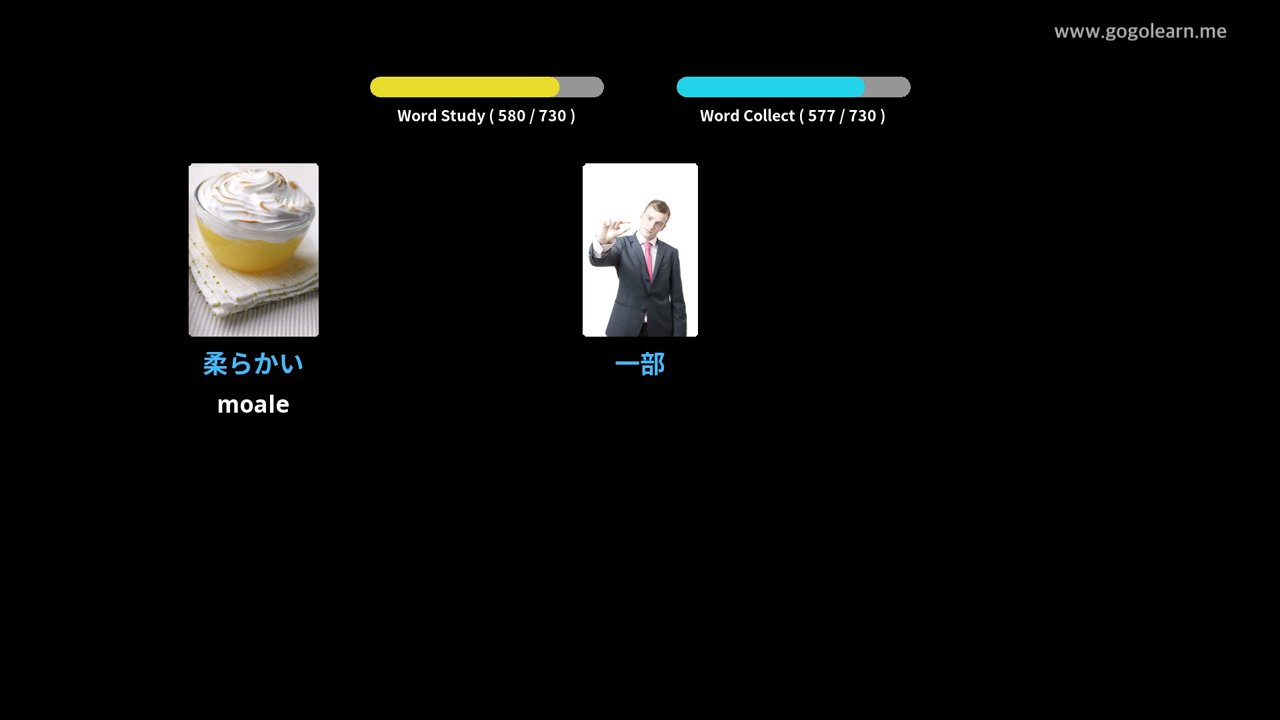 www.gogolearn.me
Word Study ( 580 / 730 )
Word Collect ( 577 / 730 )
柔らかい
moale
一部